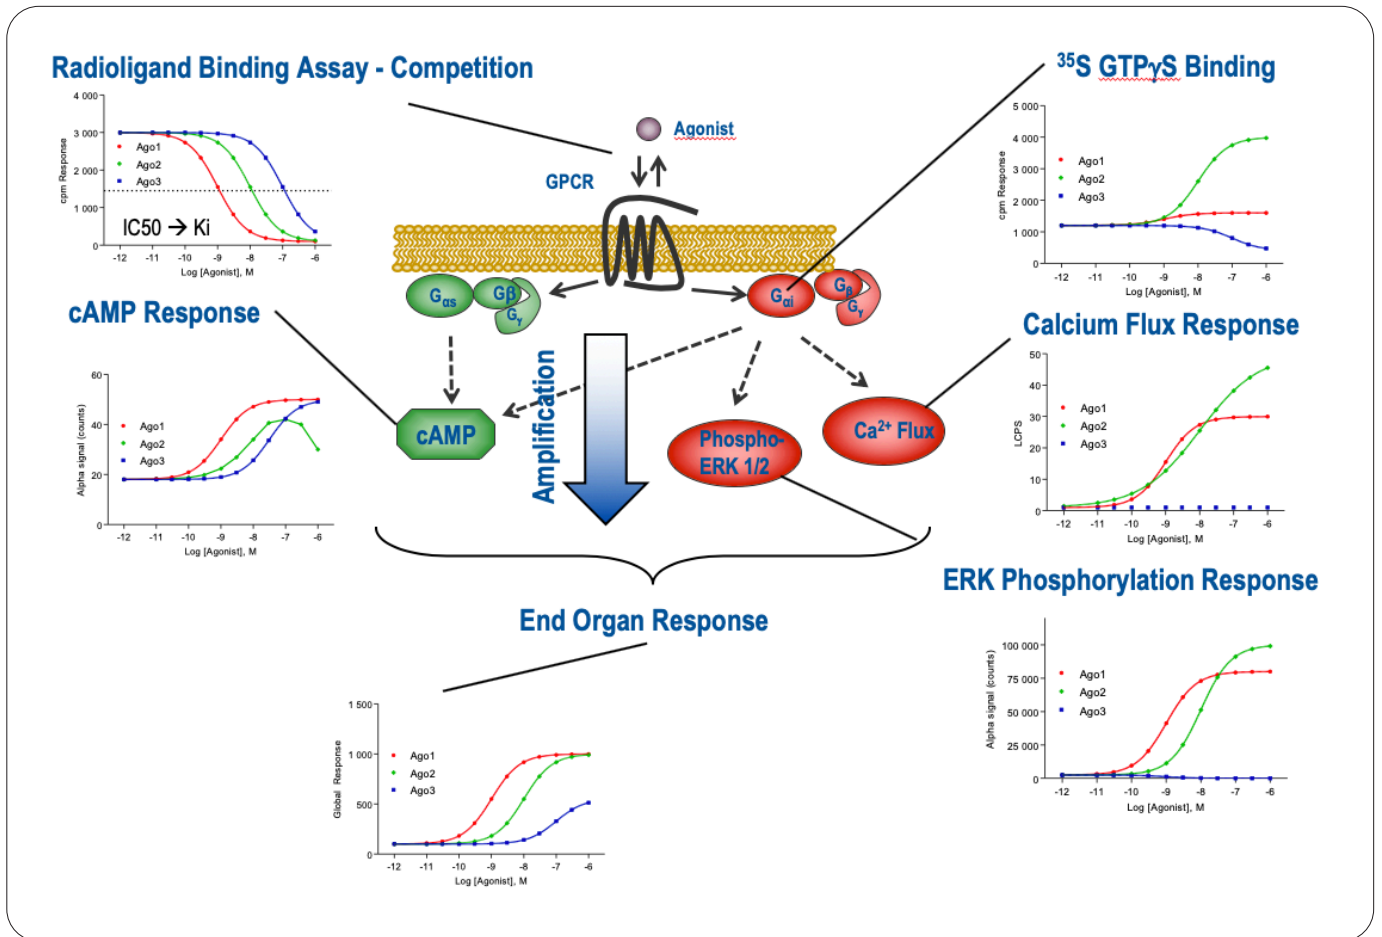 Radioligand Binding Assay - Competition
4 000
3 000
1 000
0
cpm Response
Ago1
Ago2
Ago3
IC50 → Ki
-12 -11 -10 -9 -8 -7 -6
Log [Agonist], M
Agonist
GPCR
Gαs
Gβ
Gγ
Gαi
Gβ
Gγ
³⁵S GTPγS Binding
5 000
4 000
3 000
2 000
1 000
0
cpm Response
Ago1
Ago2
Ago3
-12 -11 -10 -9 -8 -7 -6
Log [Agonist], M
cAMP Response
60
40
20
0
Alpha signal (counts)
Ago1
Ago2
Ago3
-12 -11 -10 -9 -8 -7 -6
Log [Agonist], M
cAMP
Amplification
Phospho-
ERK 1/2
Ca²⁺ Flux
Calcium Flux Response
50
40
30
20
10
0
LCPS
Ago1
Ago2
Ago3
-12 -11 -10 -9 -8 -7 -6
Log [Agonist], M
End Organ Response
1 500
1 000
500
0
Global Response
Ago1
Ago2
Ago3
-12 -11 -10 -9 -8 -7 -6
Log [Agonist], M
ERK Phosphorylation Response
100 000
75 000
50 000
25 000
0
Alpha signal (counts)
Ago1
Ago2
Ago3
-12 -11 -10 -9 -8 -7 -6
Log [Agonist], M